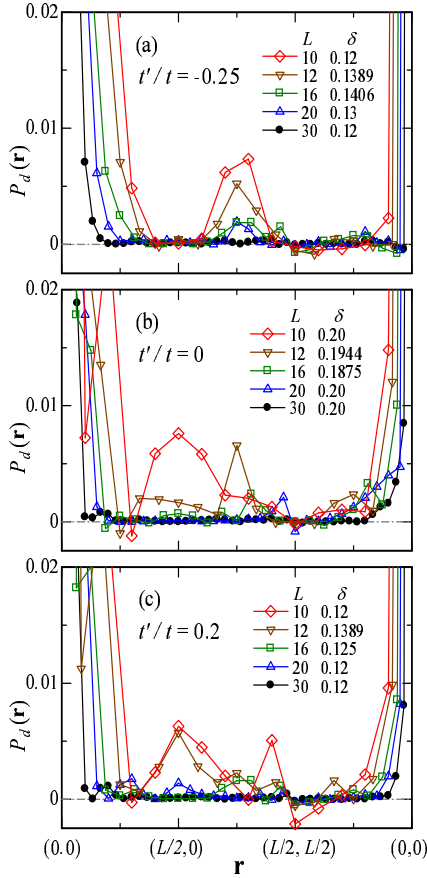 0.02
(a)
L δ
t′/ t = -0.25
10 0.12
12 0.1389
16 0.1406
20 0.13
30 0.12
0.01
P_d(r)
0
0.02
(b)
L δ
t′/ t = 0
10 0.20
12 0.1944
16 0.1875
20 0.20
30 0.20
0.01
P_d(r)
0
0.02
(c)
L δ
t′/ t = 0.2
10 0.12
12 0.1389
16 0.125
20 0.12
30 0.12
0.01
P_d(r)
0
(0.0) (L/2,0) (L/2, L/2) (0,0)
r